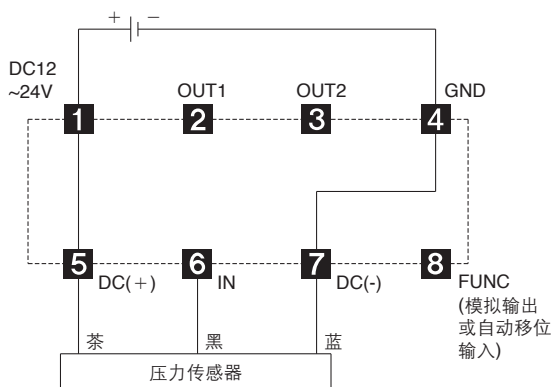 + −
DC12
~24V
OUT1
OUT2
GND
1
2
3
4
5
6
7
8
DC(+)
IN
DC(-)
FUNC
(模拟输出
或自动移位
输入)
茶
黑
蓝
压力传感器